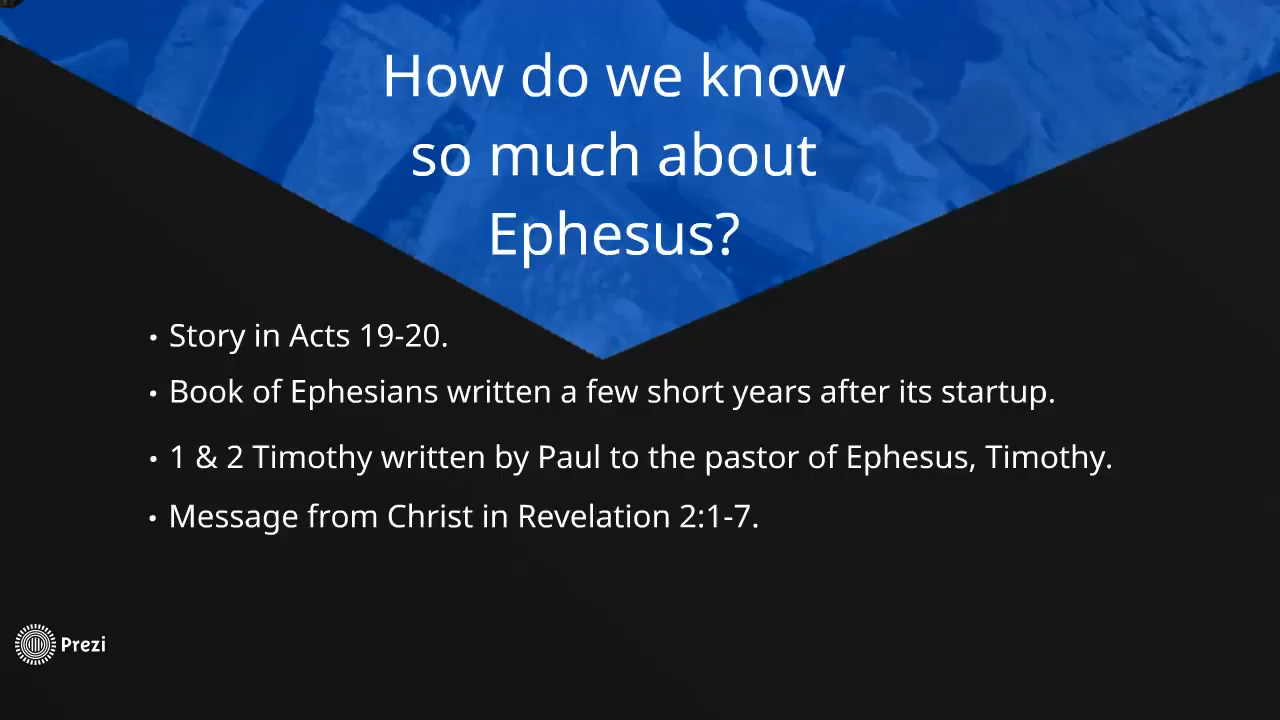 How do we know
so much about
Ephesus?
• Story in Acts 19-20.
• Book of Ephesians written a few short years after its startup.
• 1 & 2 Timothy written by Paul to the pastor of Ephesus, Timothy.
• Message from Christ in Revelation 2:1-7.
Prezi